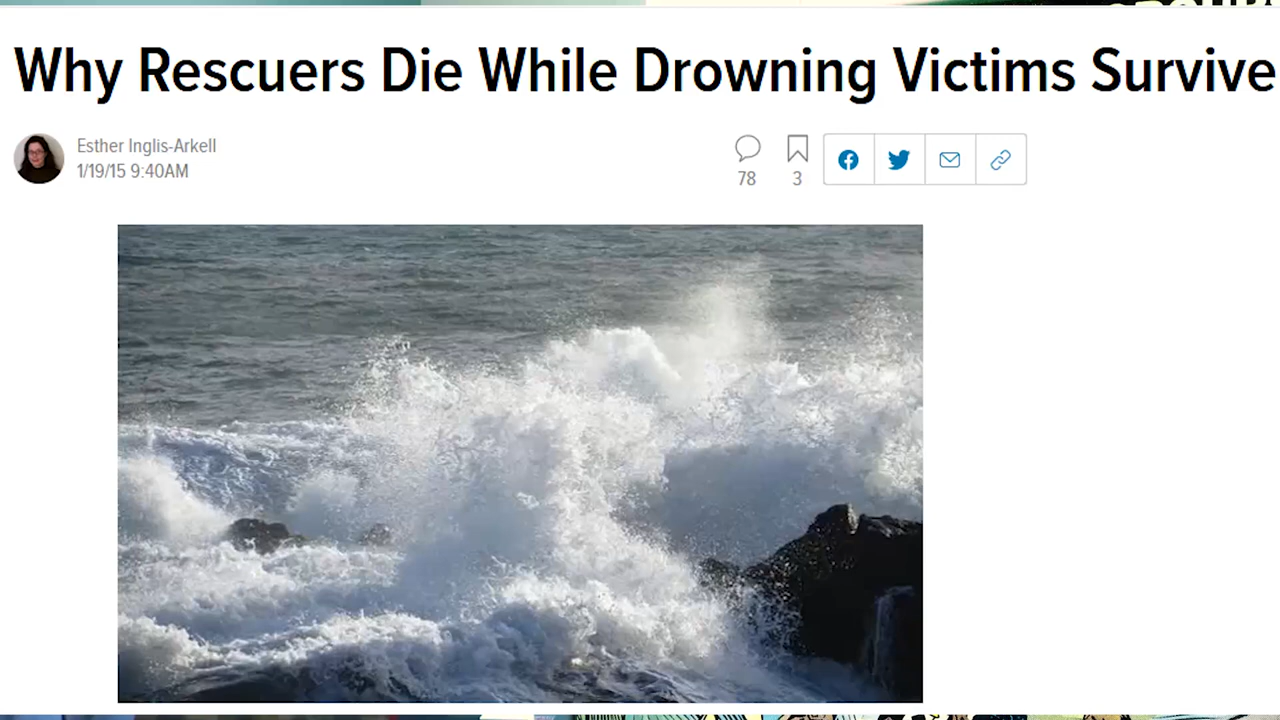 Why Rescuers Die While Drowning Victims Survive
Esther Inglis-Arkell
1/19/15 9:40AM
78
3